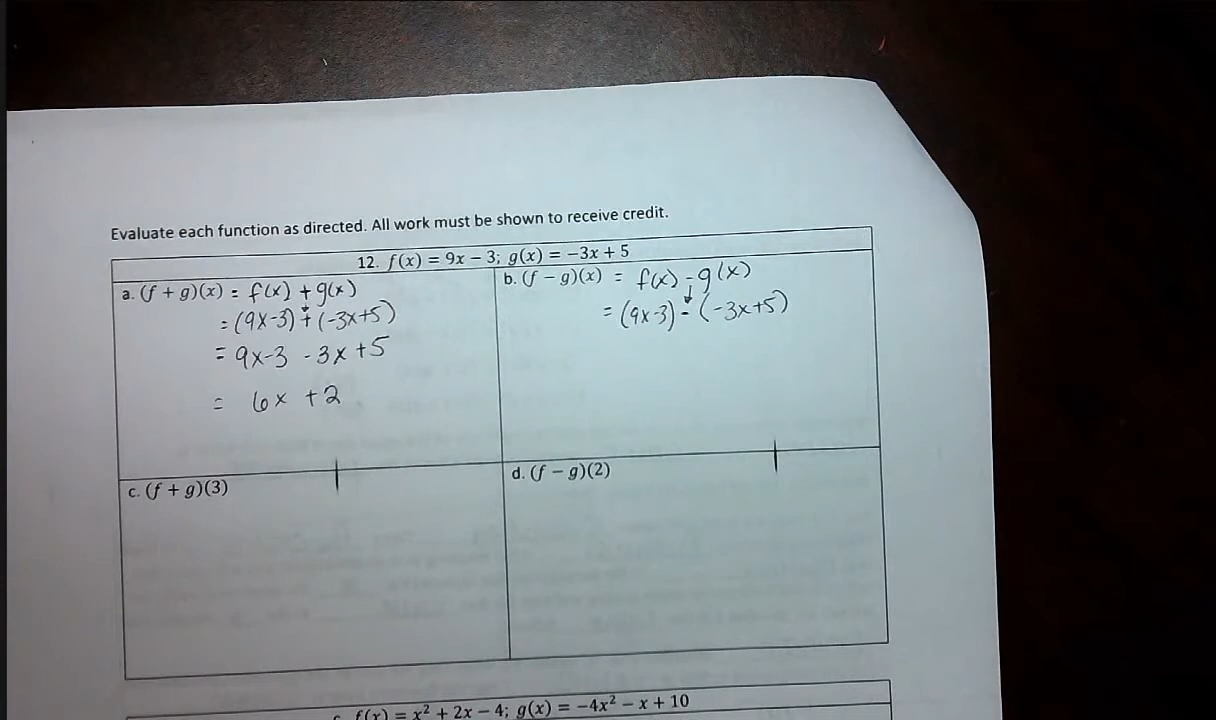 Evaluate each function as directed. All work must be shown to receive credit.
12. f(x) = 9x − 3; g(x) = −3x + 5
a. (f + g)(x) = f(x) + g(x)
= (9x-3) + (-3x+5)
= 9x-3 -3x +5
= 6x +2
b. (f − g)(x) = f(x) - g(x)
= (9x-3) - (-3x+5)
c. (f + g)(3)
d. (f − g)(2)
f(x) = x² + 2x − 4; g(x) = −4x² − x + 10